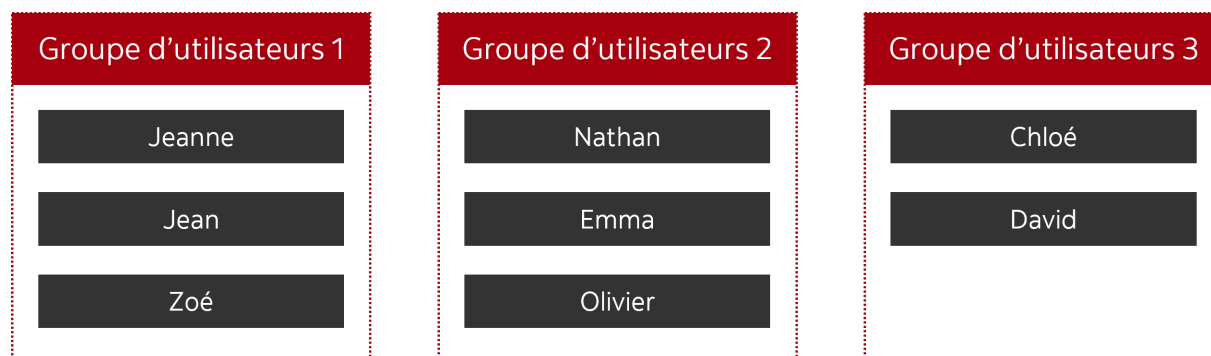 Groupe d’utilisateurs 1
Jeanne
Jean
Zoé
Groupe d’utilisateurs 2
Nathan
Emma
Olivier
Groupe d’utilisateurs 3
Chloé
David